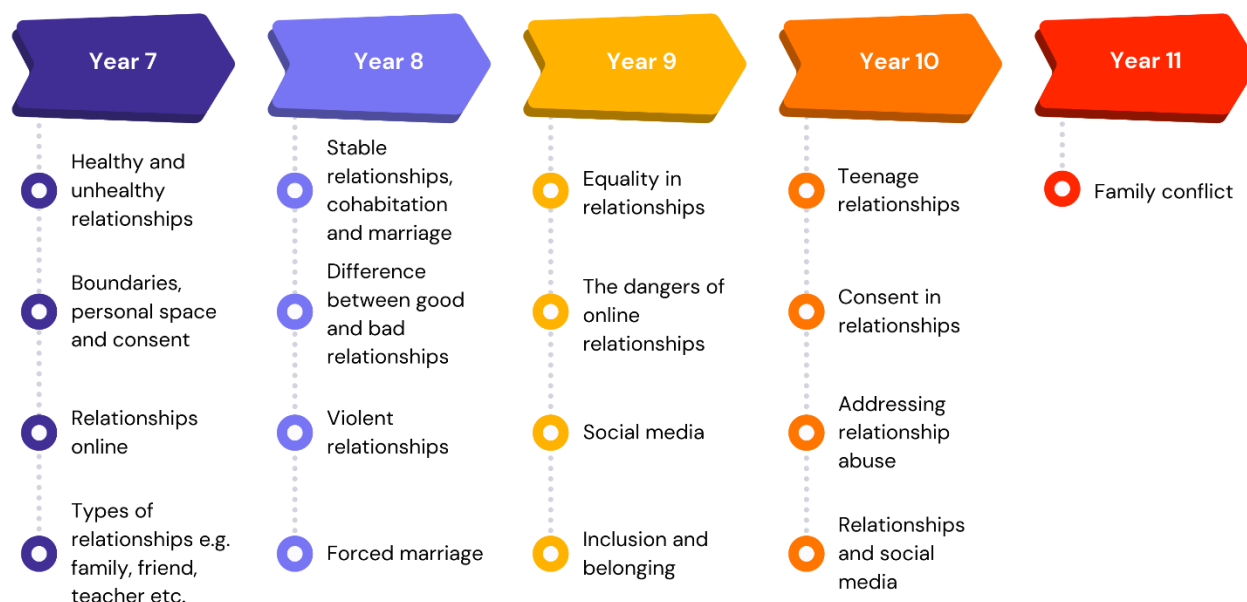 Year 7
Year 8
Year 9
Year 10
Year 11
Healthy and
unhealthy
relationships
Boundaries,
personal space
and consent
Relationships
online
Types of
relationships e.g.
family, friend,
teacher etc.
Stable
relationships,
cohabitation
and marriage
Difference
between good
and bad
relationships
Violent
relationships
Forced marriage
Equality in
relationships
The dangers of
online
relationships
Social media
Inclusion and
belonging
Teenage
relationships
Consent in
relationships
Addressing
relationship
abuse
Relationships
and social
media
Family conflict